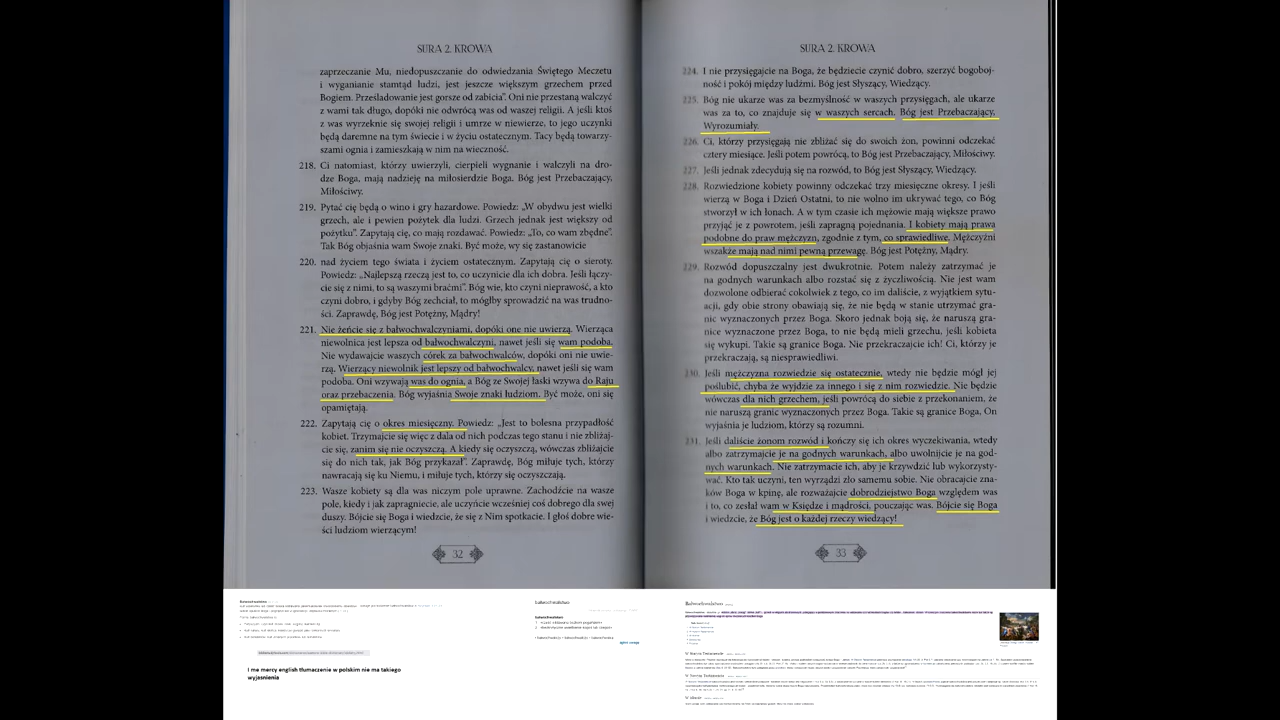 SURA 2. KROWA
zaprzeczanie Mu, niedopuszczanie do odwiedzania Świętego Meczetu
i wyganianie stamtąd ludzi, jest jeszcze większym grzechem przed
Bogiem. Prześladowanie jest gorsze od zabicia”. Oni nie przestaną walczyć
z wami tak długo, dopóki nie odwrócą was od waszej religii. A jeśli ktoś
z was wyrzeknie się swojej religii i umrze w niewierze, to jego uczynki
będą daremne na tym świecie i w życiu ostatecznym. Tacy będą towarzy-
szami ognia i zamieszkają w nim na wieczność.
218. Ci natomiast, którzy uwierzyli, cierpieli wygnanie i walczyli na dro-
dze Boga, mają nadzieję na miłosierdzie Boga. Bóg jest Przebaczający,
Miłościwy.
219. Pytać cię będą o wino i gry hazardowe. Powiedz: „W obydwu jest wielki
grzech, ale i pewien pożytek dla ludzi. Grzech jednak jest większy od
pożytku”. Zapytają cię, co mają rozdawać. Powiedz: „To, co wam zbędne”.
Tak Bóg objaśnia wam Swoje znaki. Być może, wy się zastanowicie
220. nad życiem tego świata i życiem ostatecznym. Zapytają cię o sieroty.
Powiedz: „Najlepszą rzeczą jest to, co uczynicie dla ich dobra. Jeśli łączy-
cie się z nimi, to są waszymi braćmi”. Bóg wie, kto czyni nieprawość, a kto
czyni dobro, i gdyby Bóg zechciał, to mógłby sprowadzić na was trudno-
ści. Zaprawdę, Bóg jest Potężny, Mądry!
221. Nie żeńcie się z bałwochwalczyniami, dopóki one nie uwierzą. Wierząca
niewolnica jest lepsza od bałwochwalczyni, nawet jeśli się wam podoba.
Nie wydawajcie waszych córek za bałwochwalców, dopóki oni nie uwie-
rzą. Wierzący niewolnik jest lepszy od bałwochwalcy, nawet jeśli się wam
podoba. Oni wzywają was do ognia, a Bóg ze Swojej łaski wzywa do Raju
oraz przebaczenia. Bóg wyjaśnia Swoje znaki ludziom. Być może, oni się
opamiętają.
222. Zapytają cię o okres miesięczny. Powiedz: „Jest to bolesna przypadłość
kobiet. Trzymajcie się więc z dala od nich podczas tego stanu i nie zbliżaj-
cie się, zanim się nie oczyszczą. A kiedy się oczyszczą, wówczas zbliżajcie
się do nich tak, jak Bóg przykazał”. Zaprawdę, Bóg miłuje tych, którzy
nawracają się ku Niemu, i miłuje tych, którzy się oczyszczają.
223. Wasze kobiety są dla was niczym pole uprawne. Zachodźcie na wasze
pole, kiedy i jak zapragniecie, ale uczyńcie wcześniej coś dobrego dla swej
duszy. Bójcie się Boga i wiedzcie, że się z Nim spotkacie. I głoś dobre wie-
ści ludziom wierzącym!
32
SURA 2. KROWA
224. I nie przysięgajcie na Boga, że będziecie czynić dobro, szerzyć bogoboj-
ność i pokój między ludźmi. Bóg jest Słyszący, Wiedzący.
225. Bóg nie ukarze was za bezmyślność w waszych przysięgach, ale ukarze
was za to, co znajduje się w waszych sercach. Bóg jest Przebaczający,
Wyrozumiały.
226. Ci, którzy przysięgają nie zbliżać się do swoich żon, powinni odczekać
cztery miesiące. Jeśli potem powrócą, to Bóg jest Przebaczający, Miłościwy.
227. Jeśli jednak zdecydują się na rozwód, to Bóg jest Słyszący, Wiedzący.
228. Rozwiedzione kobiety powinny odczekać trzy miesięczne okresy. I jeśli
wierzą w Boga i Dzień Ostatni, to nie wolno im ukrywać tego, co Bóg
stworzył w ich łonach. A w tym czasie ich mężowie mają większe prawo
przyjąć je z powrotem, jeśli zapragną pojednania. I kobiety mają prawa
podobne do praw mężczyzn, zgodnie z tym, co sprawiedliwe. Mężczyźni
wszakże mają nad nimi pewną przewagę. Bóg jest Potężny, Mądry.
229. Rozwód dopuszczalny jest dwukrotnie. Potem należy zatrzymać je
na godnych warunkach albo rozstać się z życzliwością. Nie jest wam
dozwolone odbierać cokolwiek z tego, co im daliście, z wyjątkiem sytu-
acji, gdy obie strony obawiają się, że nie będą w stanie utrzymać gra-
nic wyznaczonych przez Boga. Skoro jednak boją się, że naruszą gra-
nice wyznaczone przez Boga, to nie będą mieli grzechu, jeśli kobieta
się wykupi. Takie są granice Boga. Nie przekraczajcie ich! Ci, którzy je
przekraczają, są niesprawiedliwi.
230. Jeśli mężczyzna rozwiedzie się ostatecznie, wtedy nie będzie mógł jej
poślubić, chyba że wyjdzie za innego i się z nim rozwiedzie. Nie będzie
wówczas dla nich grzechem, jeśli powrócą do siebie z przekonaniem, że
nie naruszą granic wyznaczonych przez Boga. Takie są granice Boga, On
wyjaśnia je ludziom, którzy są rozumni.
231. Jeśli daliście żonom rozwód i kończy się ich okres wyczekiwania, wtedy
albo zatrzymajcie je na godnych warunkach, albo uwolnijcie je na god-
nych warunkach. Nie zatrzymacie ich, aby je krzywdzić lub wykorzysty-
wać. Kto tak uczyni, ten wyrządzi zło samemu sobie. Nie obracajcie zna-
ków Boga w kpinę, ale rozważajcie dobrodziejstwo Boga względem was
i to, co zesłał wam w Księdze i mądrości, pouczając was. Bójcie się Boga
i wiedzcie, że Bóg jest o każdej rzeczy wiedzący!
33
I me mercy english tłumaczenie w polskim nie ma takiego
wyjasnienia